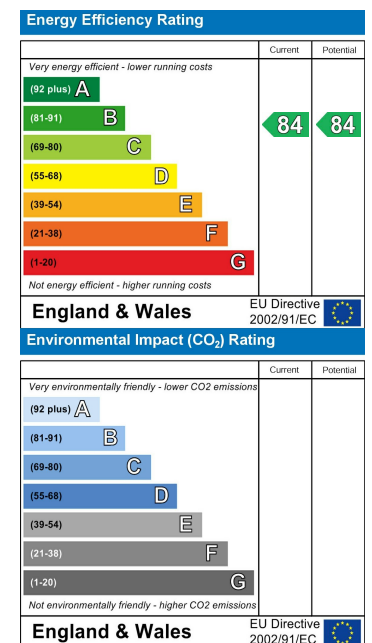 Energy Efficiency Rating
Current Potential
Very energy efficient - lower running costs
(92 plus) A
(81-91) B
84 84
(69-80) C
(55-68) D
(39-54) E
(21-38) F
(1-20) G
Not energy efficient - higher running costs
England & Wales
EU Directive
2002/91/EC
Environmental Impact (CO₂) Rating
Current Potential
Very environmentally friendly - lower CO2 emissions
(92 plus) A
(81-91) B
(69-80) C
(55-68) D
(39-54) E
(21-38) F
(1-20) G
Not environmentally friendly - higher CO2 emissions
England & Wales
EU Directive
2002/91/EC